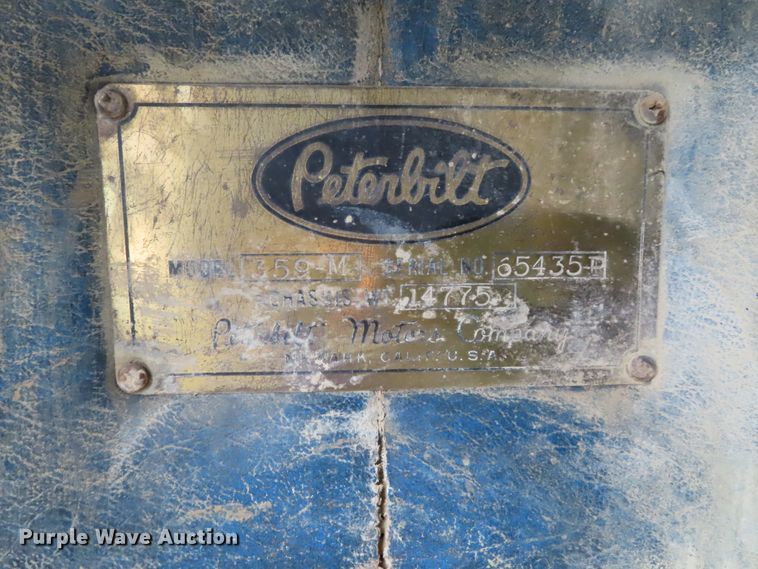 Peterbilt
MODEL 359-M SERIAL NO. 65435-P
CHASSIS NO. 14775
Peterbilt Motors Company
NEWARK, CALIF. U.S.A.
Purple Wave Auction